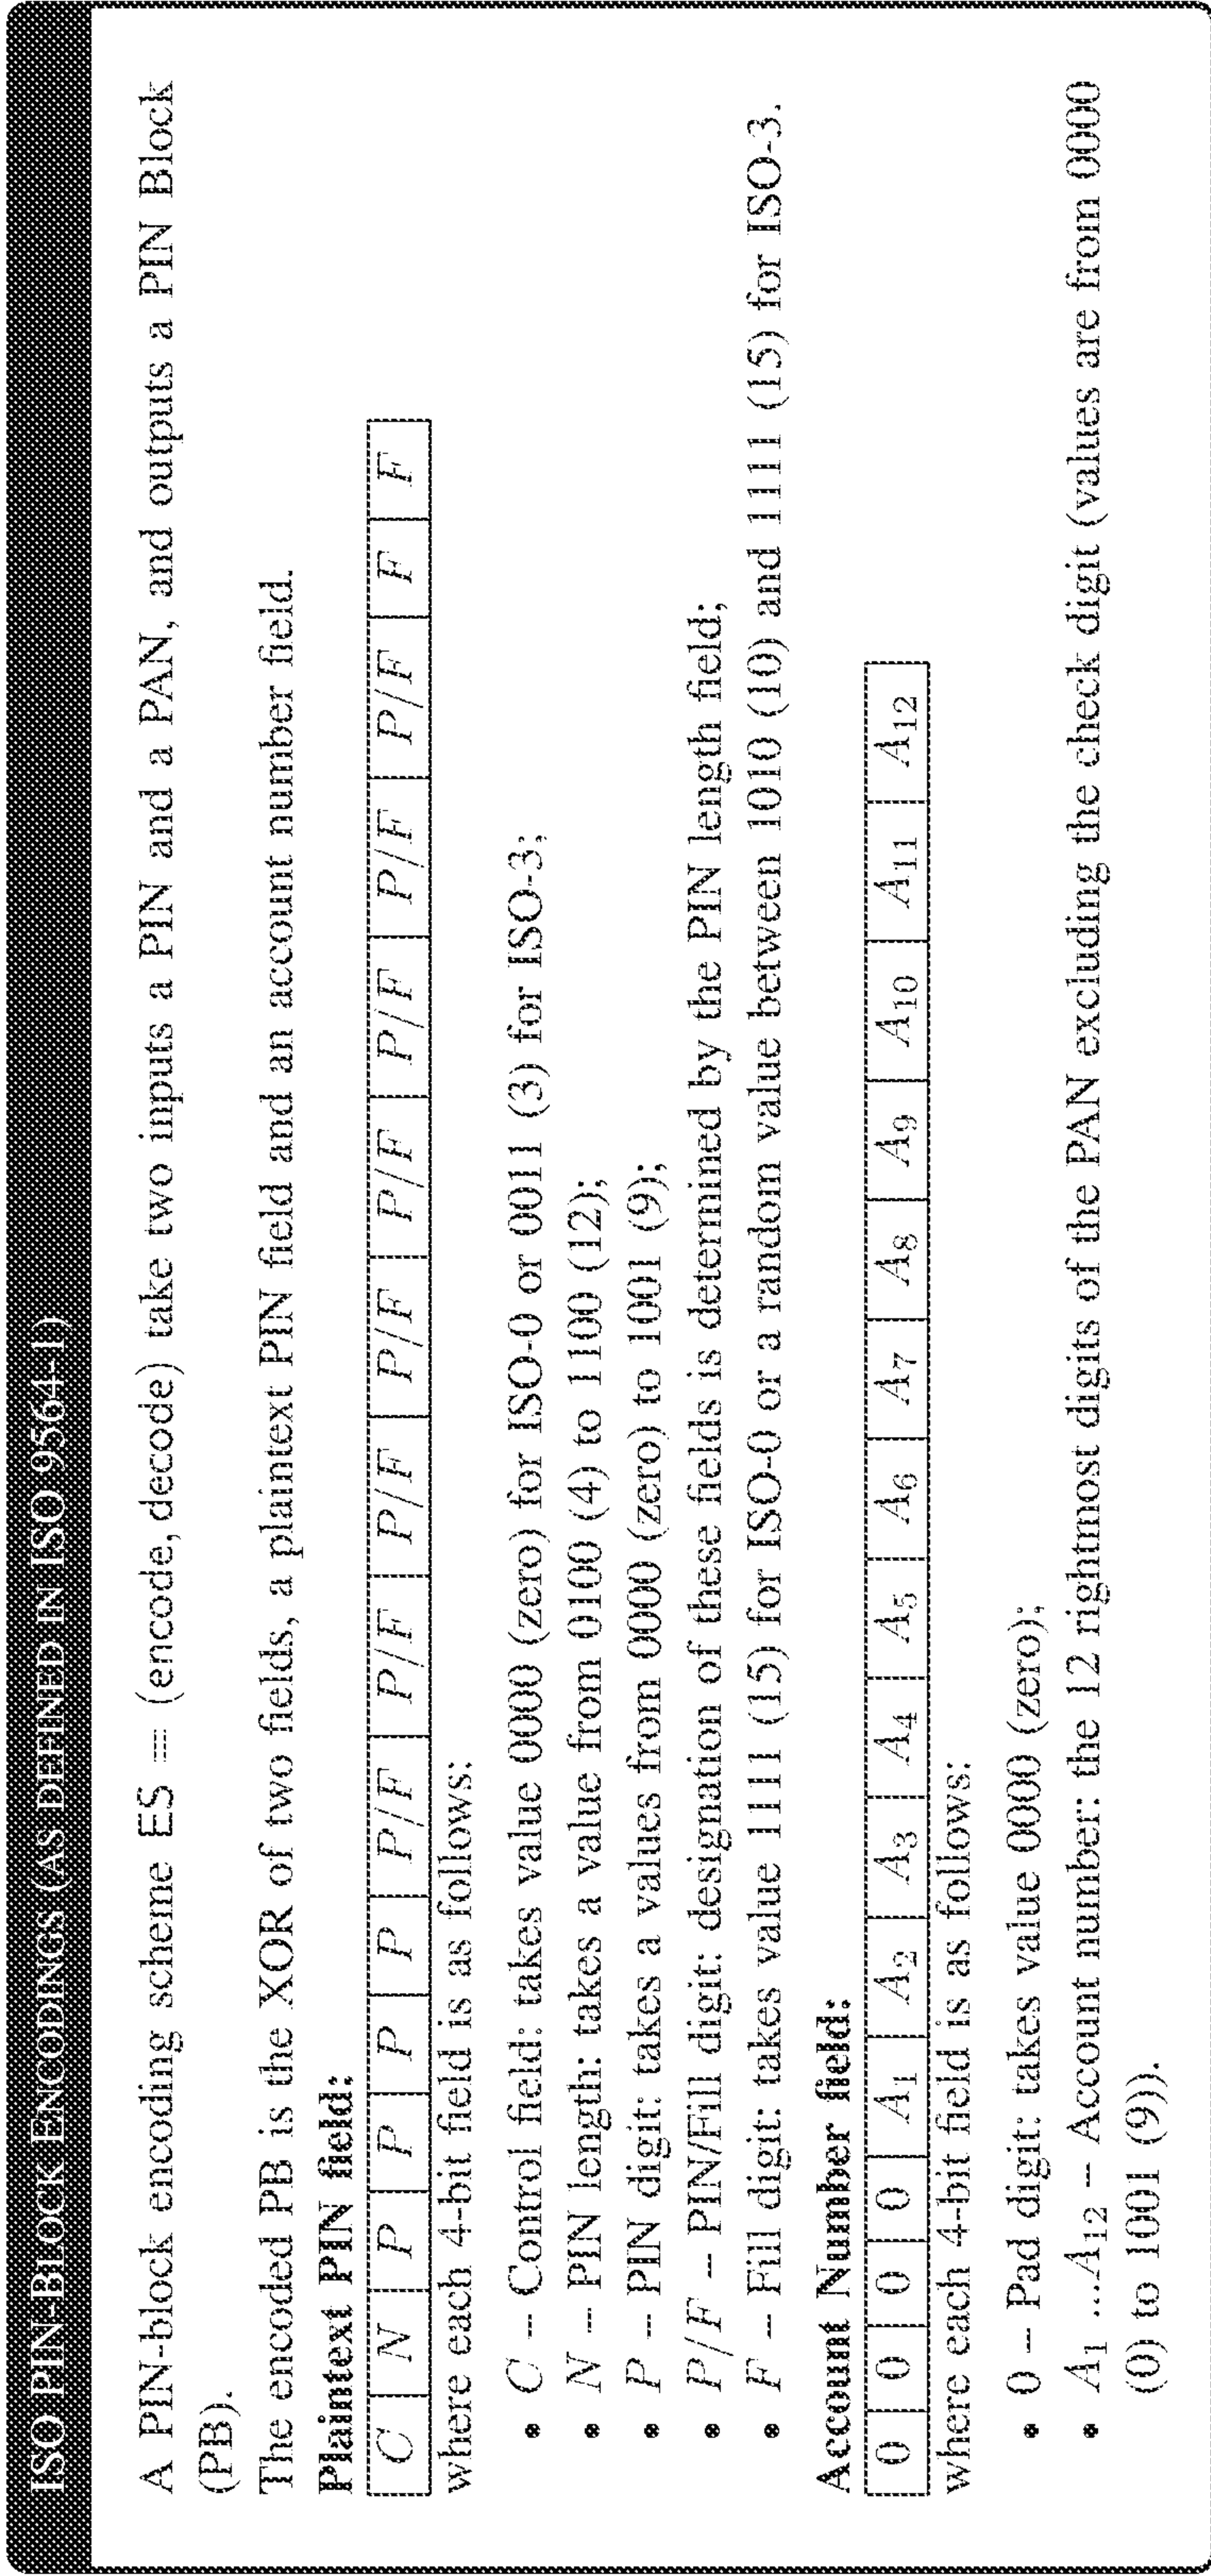 ISO PIN-BLOCK ENCODINGS (AS DEFINED IN ISO 9564-1)
A PIN-block encoding scheme ES = (encode, decode) take two inputs a PIN and a PAN, and outputs a PIN Block
(PB).
The encoded PB is the XOR of two fields, a plaintext PIN field and an account number field.
Plaintext PIN field:
C N P P P P P/F P/F P/F P/F P/F P/F P/F P/F F F
where each 4-bit field is as follows:
• C – Control field: takes value 0000 (zero) for ISO-0 or 0011 (3) for ISO-3;
• N – PIN length: takes a value from 0100 (4) to 1100 (12);
• P – PIN digit: takes a values from 0000 (zero) to 1001 (9);
• P/F – PIN/Fill digit: designation of these fields is determined by the PIN length field;
• F – Fill digit: takes value 1111 (15) for ISO-0 or a random value between 1010 (10) and 1111 (15) for ISO-3.
Account Number field:
0 0 0 0 A1 A2 A3 A4 A5 A6 A7 A8 A9 A10 A11 A12
where each 4-bit field is as follows:
• 0 – Pad digit: takes value 0000 (zero);
• A1 ...A12 – Account number: the 12 rightmost digits of the PAN excluding the check digit (values are from 0000
(0) to 1001 (9)).